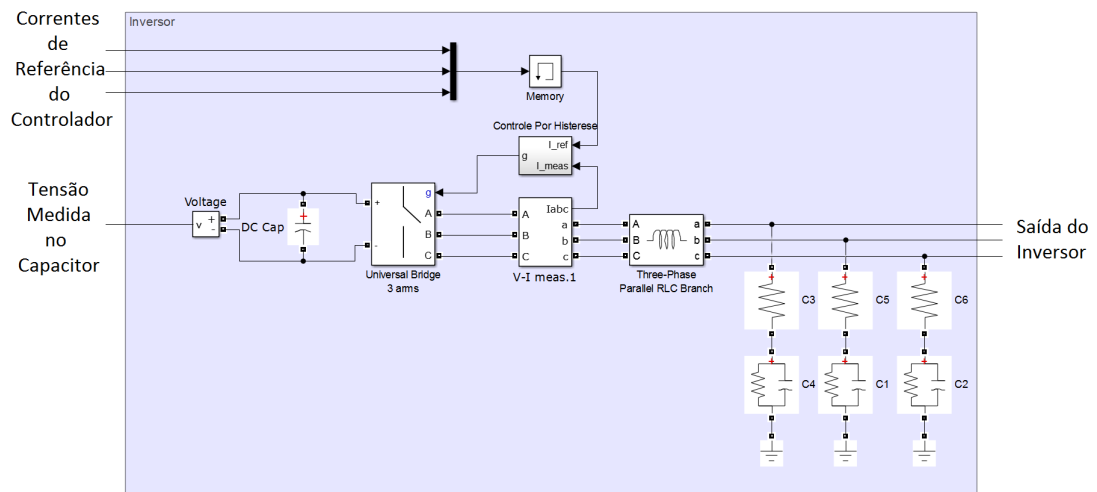 Correntes
de
Referência
do
Controlador
Inversor
Memory
Controle Por Histerese
I_ref
g
I_meas
Tensão
Medida
no
Capacitor
Voltage
v
+
-
DC Cap
+
+
-
g
A
B
C
Universal Bridge
3 arms
A
B
C
Iabc
a
b
c
V-I meas.1
A
B
C
a
b
c
Three-Phase
Parallel RLC Branch
Saída do
Inversor
+
C3
+
C5
+
C6
+
C4
+
C1
+
C2